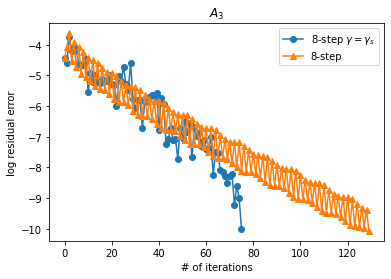 A₃
8-step γ = γₛ
8-step
log residual error
−4
−5
−6
−7
−8
−9
−10
0 20 40 60 80 100 120
# of iterations